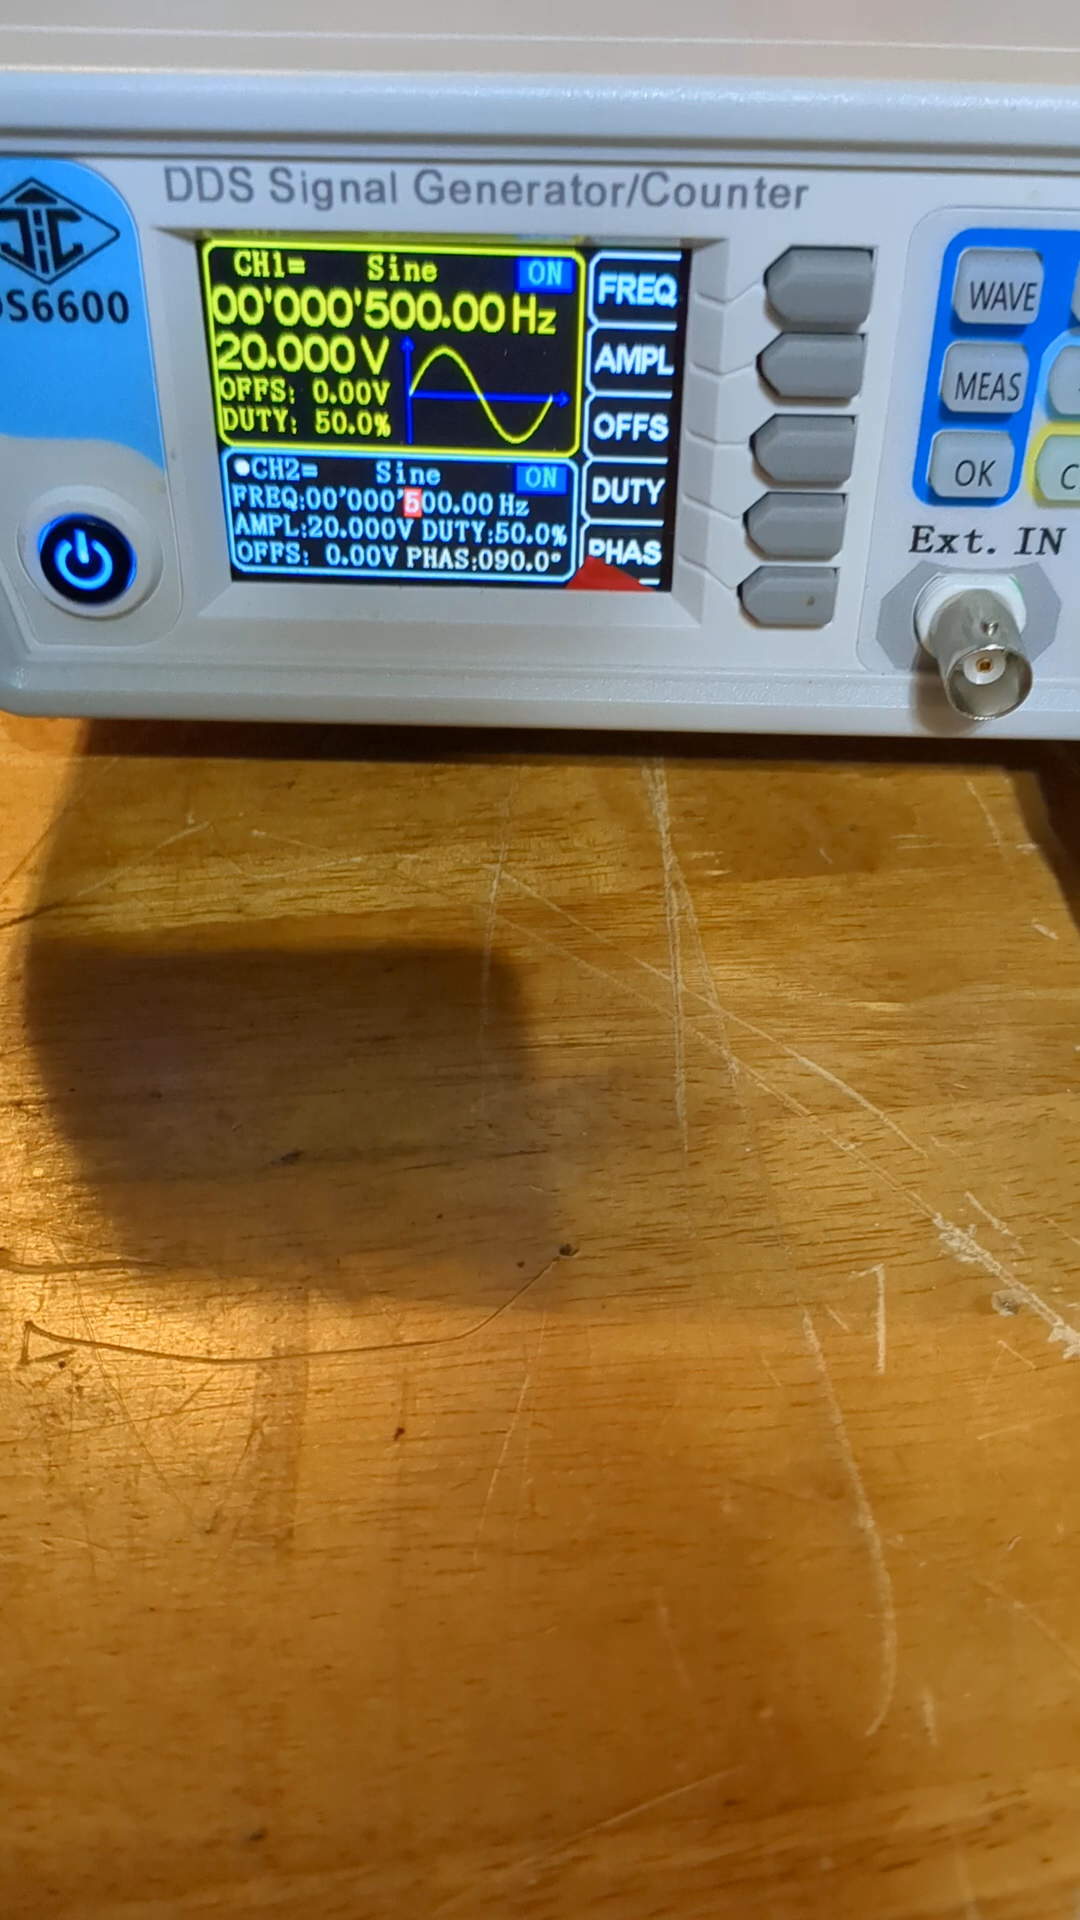 DDS Signal Generator/Counter
JIC
DS6600
CH1= Sine ON
00'000'500.00 Hz
20.000 V
OFFS: 0.00V
DUTY: 50.0%
CH2= Sine ON
FREQ:00'000'500.00 Hz
AMPL:20.000V DUTY:50.0%
OFFS: 0.00V PHAS:090.0°
FREQ
AMPL
OFFS
DUTY
PHAS
WAVE
MEAS
OK
Ext. IN